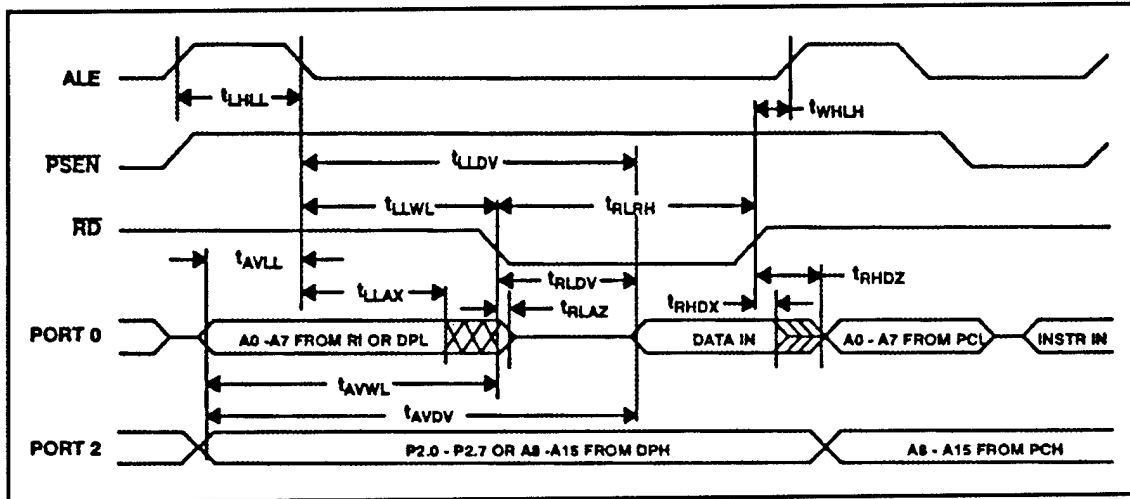 ALE
tLHLL
tWHLH
PSEN
tLLDV
tLLWL
tRLRH
RD
tAVLL
tRLDV
tRHDZ
tLLAX
tRLAZ
tRHDX
PORT 0
A0 -A7 FROM RI OR DPL
DATA IN
A0 - A7 FROM PCL
INSTR IN
tAVWL
tAVDV
PORT 2
P2.0 - P2.7 OR A8 -A15 FROM DPH
A8 - A15 FROM PCH